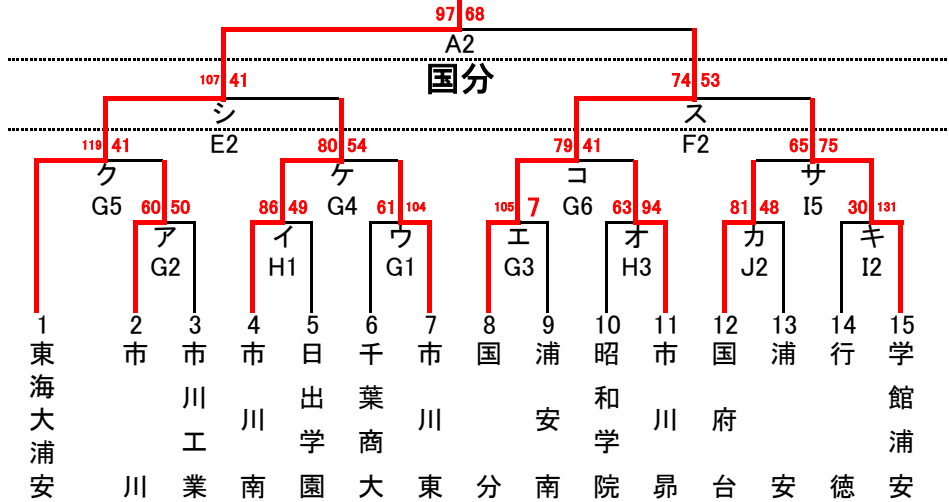 97 68
A2
国分
107 41
74 53
シ
ス
E2
F2
119 41
80 54
79 41
65 75
ク
ケ
コ
サ
G5
G4
G6
I5
60 50
86 49
61 104
105 7
63 94
81 48
30 131
ア
イ
ウ
エ
オ
カ
キ
G2
H1
G1
G3
H3
J2
I2
1 東海大浦安
2 市川
3 市川工業
4 市川南
5 日出学園
6 千葉商大
7 市川東
8 国分
9 浦安南
10 昭和学院
11 市川昴
12 国府台
13 浦安
14 行徳
15 学館浦安